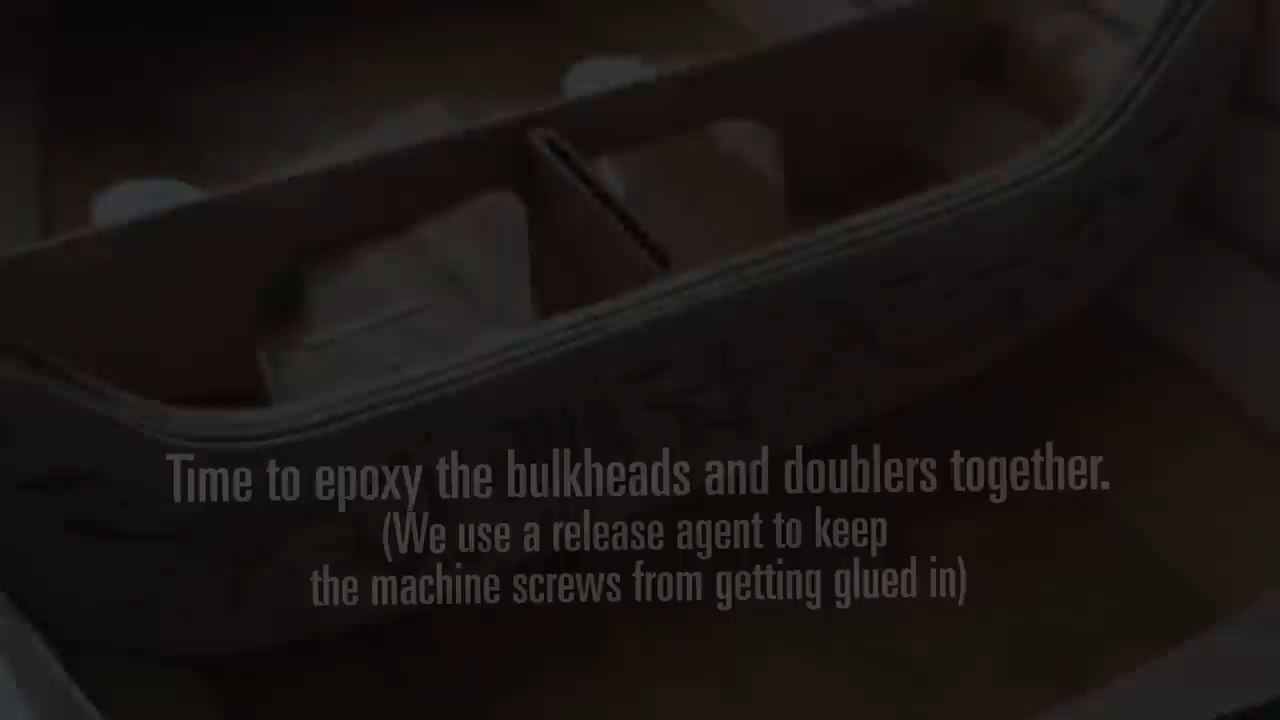 Time to epoxy the bulkheads and doublers together.
(We use a release agent to keep
the machine screws from getting glued in)